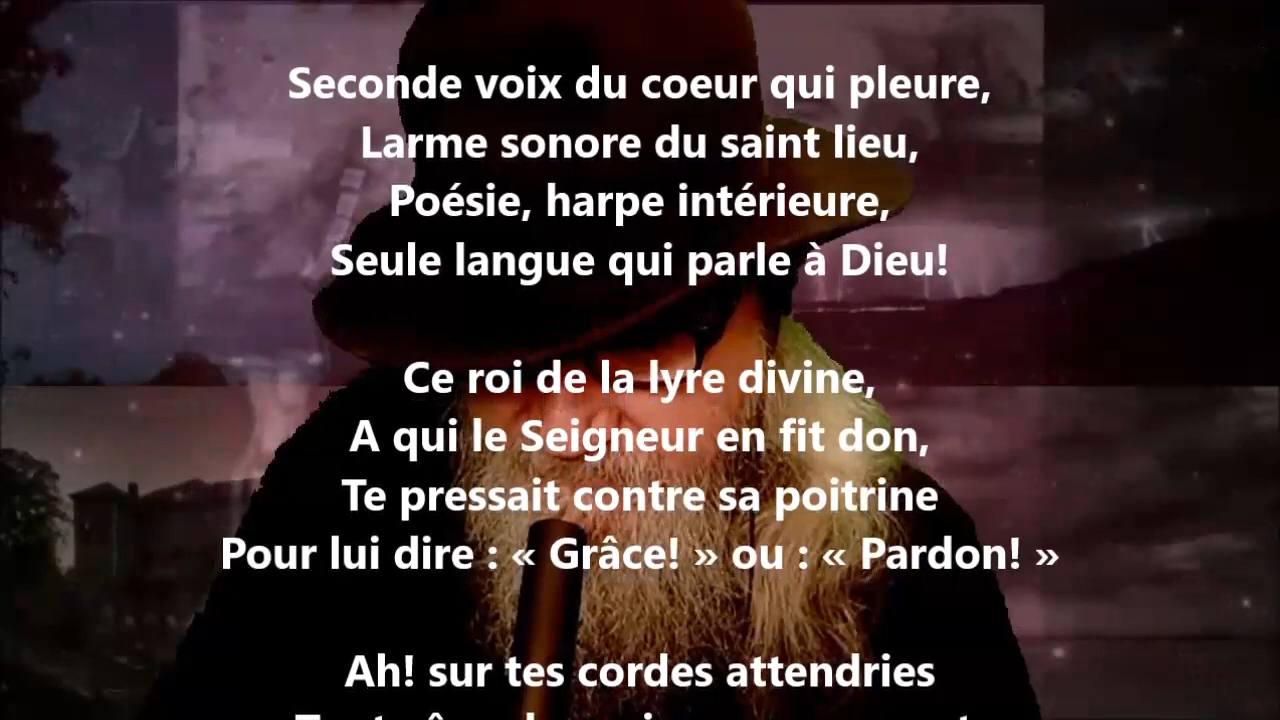 Seconde voix du coeur qui pleure,
Larme sonore du saint lieu,
Poésie, harpe intérieure,
Seule langue qui parle à Dieu!
Ce roi de la lyre divine,
A qui le Seigneur en fit don,
Te pressait contre sa poitrine
Pour lui dire : « Grâce! » ou : « Pardon! »
Ah! sur tes cordes attendries